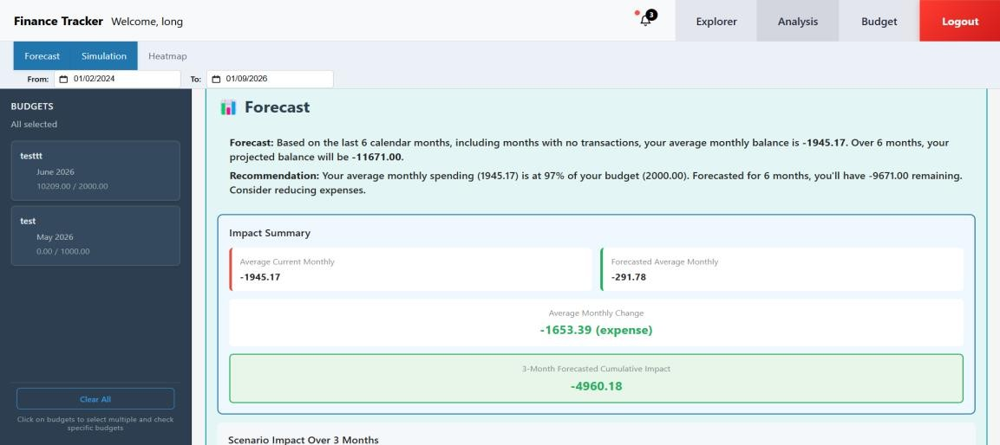 Finance Tracker Welcome, long
3
Explorer
Analysis
Budget
Logout
Forecast
Simulation
Heatmap
From: 01/02/2024 To: 01/09/2026
BUDGETS
All selected
testtt
June 2026
10209.00 / 2000.00
test
May 2026
0.00 / 1000.00
Clear All
Click on budgets to select multiple and check
specific budgets
Forecast
Forecast: Based on the last 6 calendar months, including months with no transactions, your average monthly balance is -1945.17. Over 6 months, your
projected balance will be -11671.00.
Recommendation: Your average monthly spending (1945.17) is at 97% of your budget (2000.00). Forecasted for 6 months, you'll have -9671.00 remaining.
Consider reducing expenses.
Impact Summary
Average Current Monthly
-1945.17
Forecasted Average Monthly
-291.78
Average Monthly Change
-1653.39 (expense)
3-Month Forecasted Cumulative Impact
-4960.18
Scenario Impact Over 3 Months